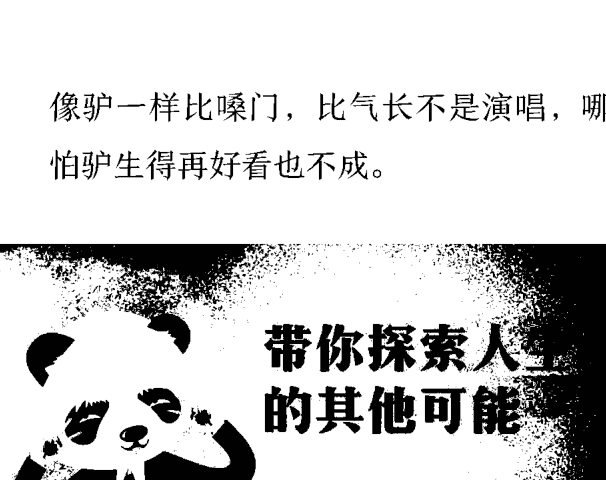 像驴一样比嗓门，比气长不是演唱，哪
怕驴生得再好看也不成。
带你探索人生
的其他可能